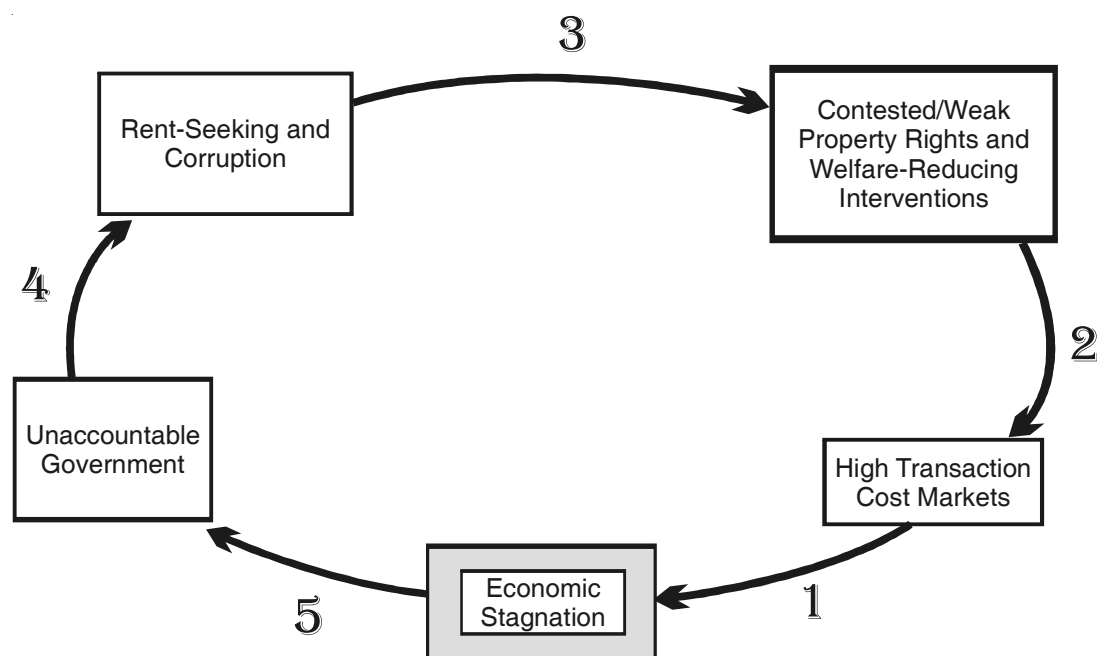 3
Rent-Seeking and
Corruption
Contested/Weak
Property Rights and
Welfare-Reducing
Interventions
4
2
Unaccountable
Government
High Transaction
Cost Markets
Economic
Stagnation
5
1